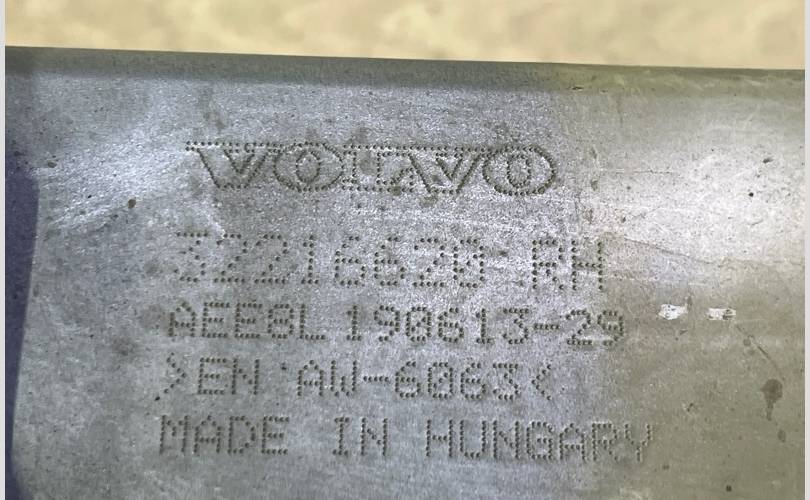 VOLVO
32216620 RH
AEE8L 190613-29
>EN AW-6063<
MADE IN HUNGARY